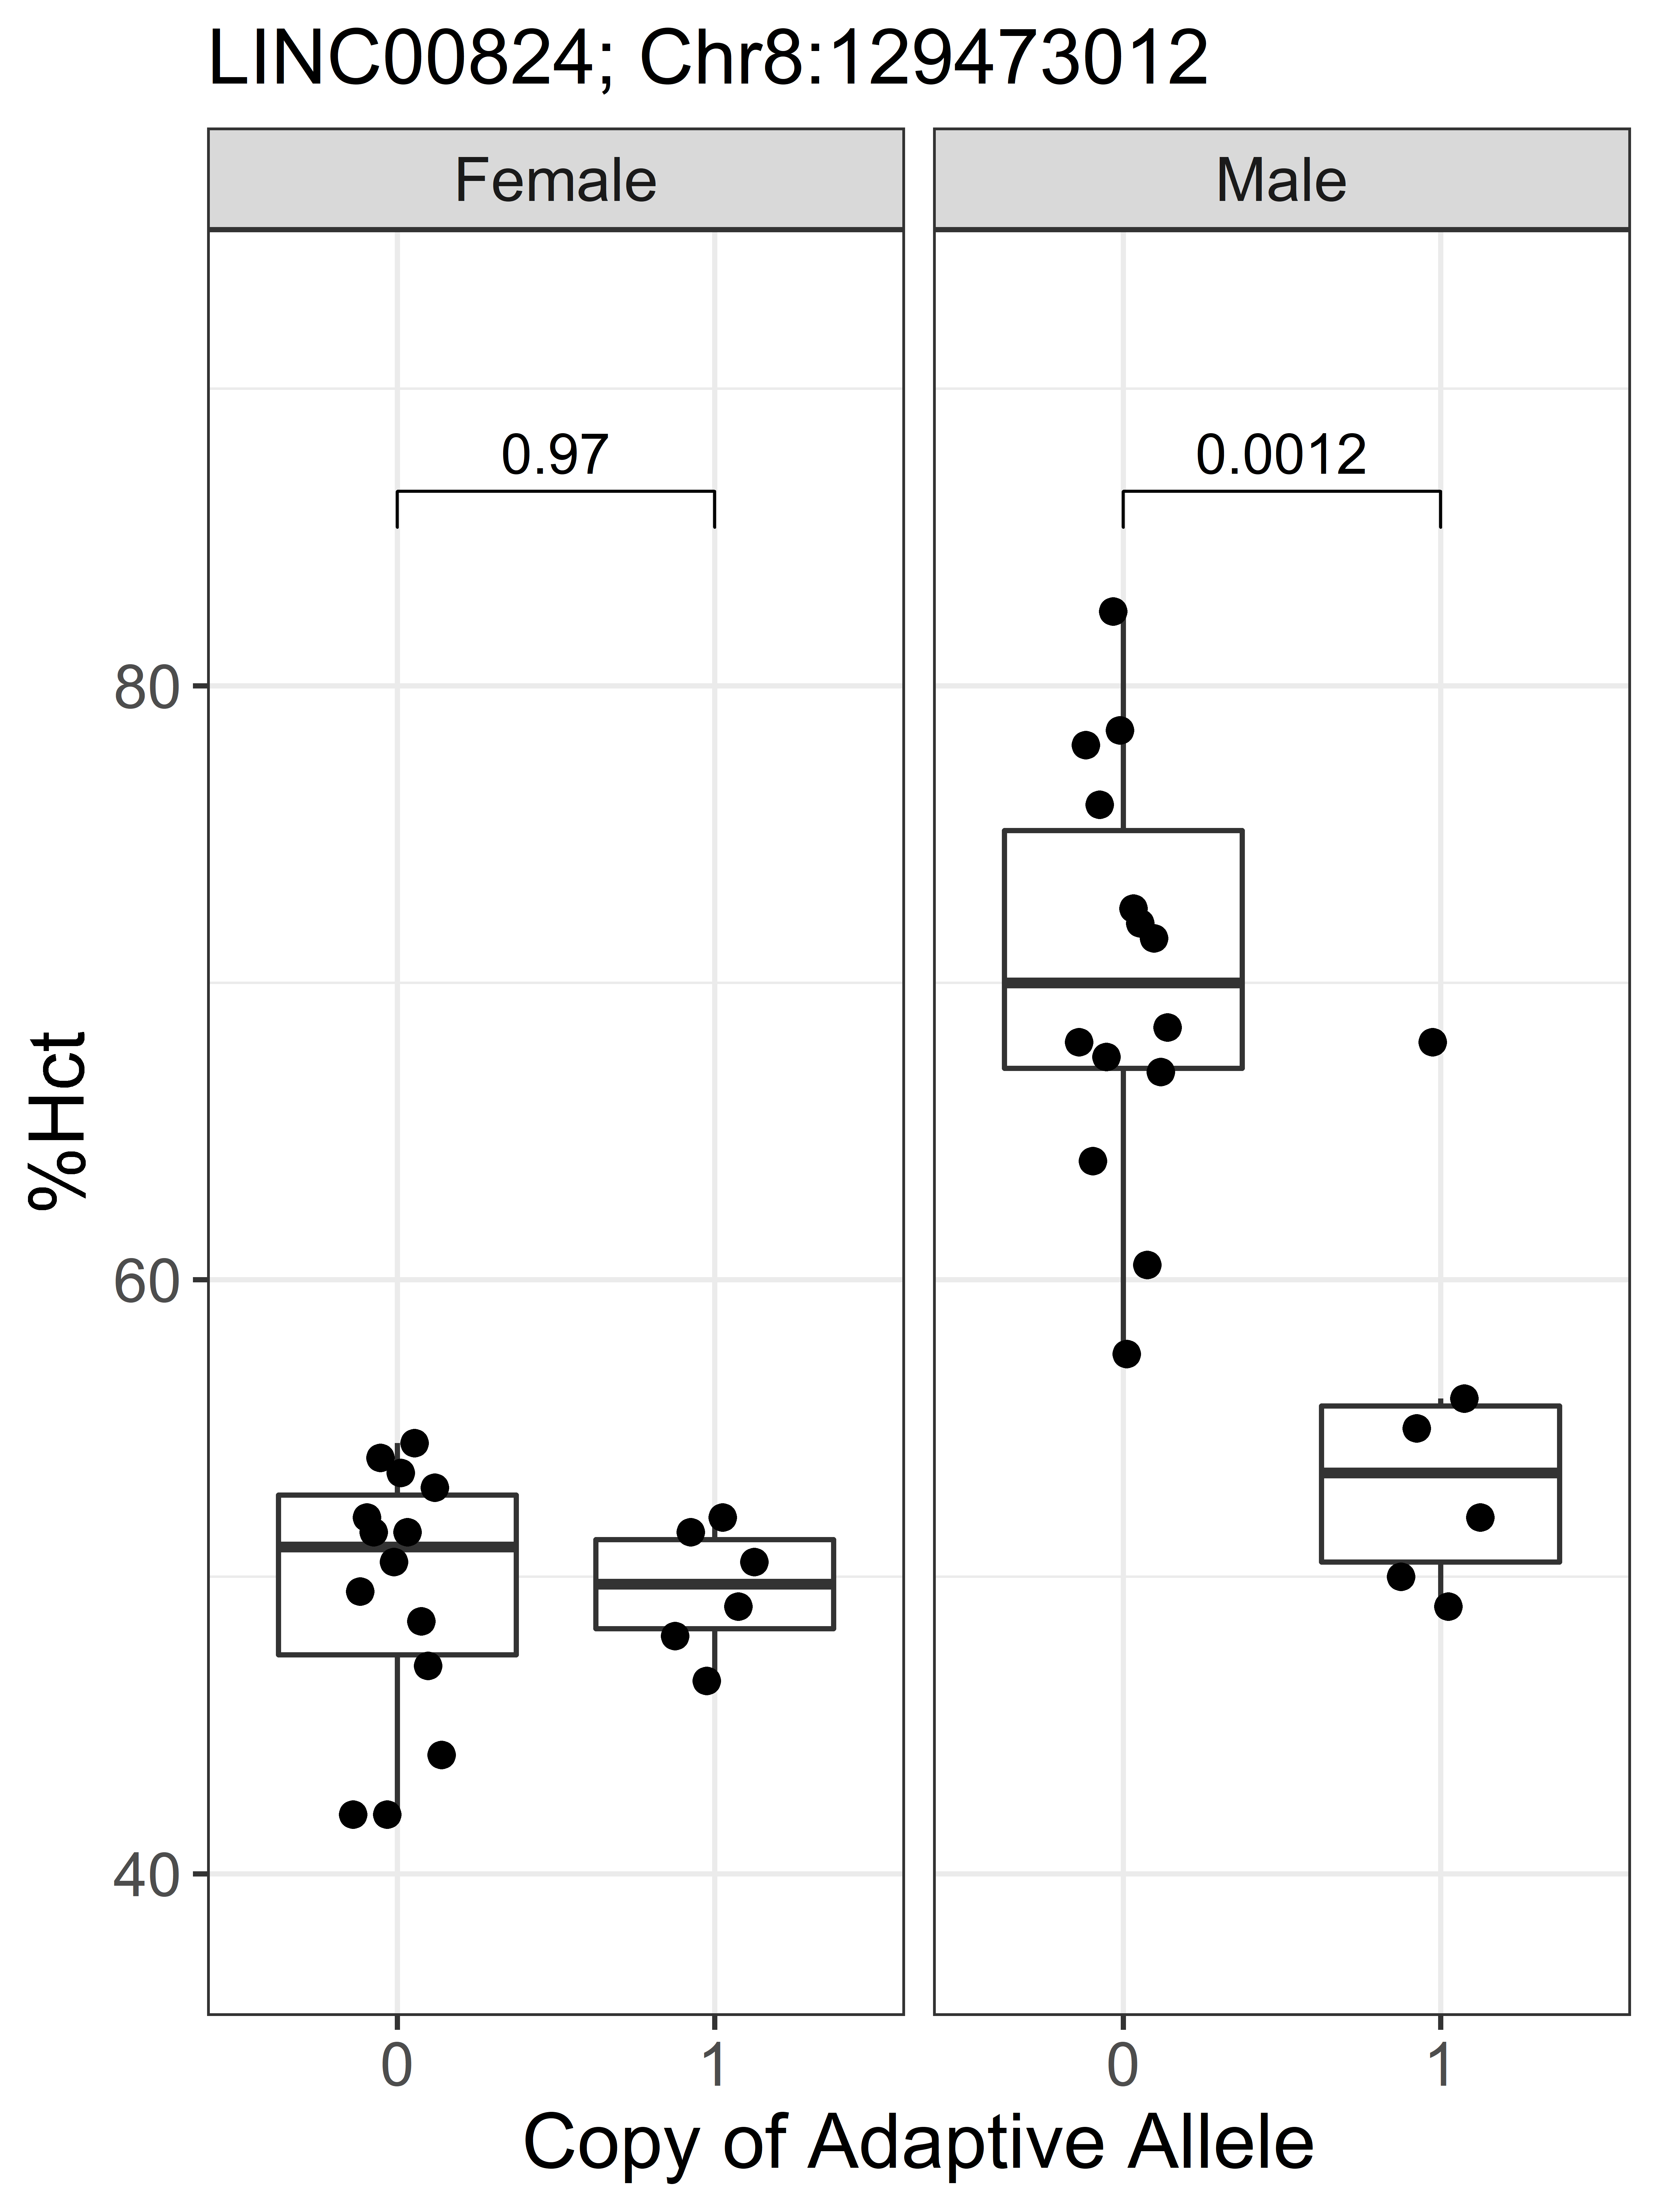 LINC00824; Chr8:129473012
Female
Male
0.97
0.0012
80
60
40
%Hct
0
1
0
1
Copy of Adaptive Allele